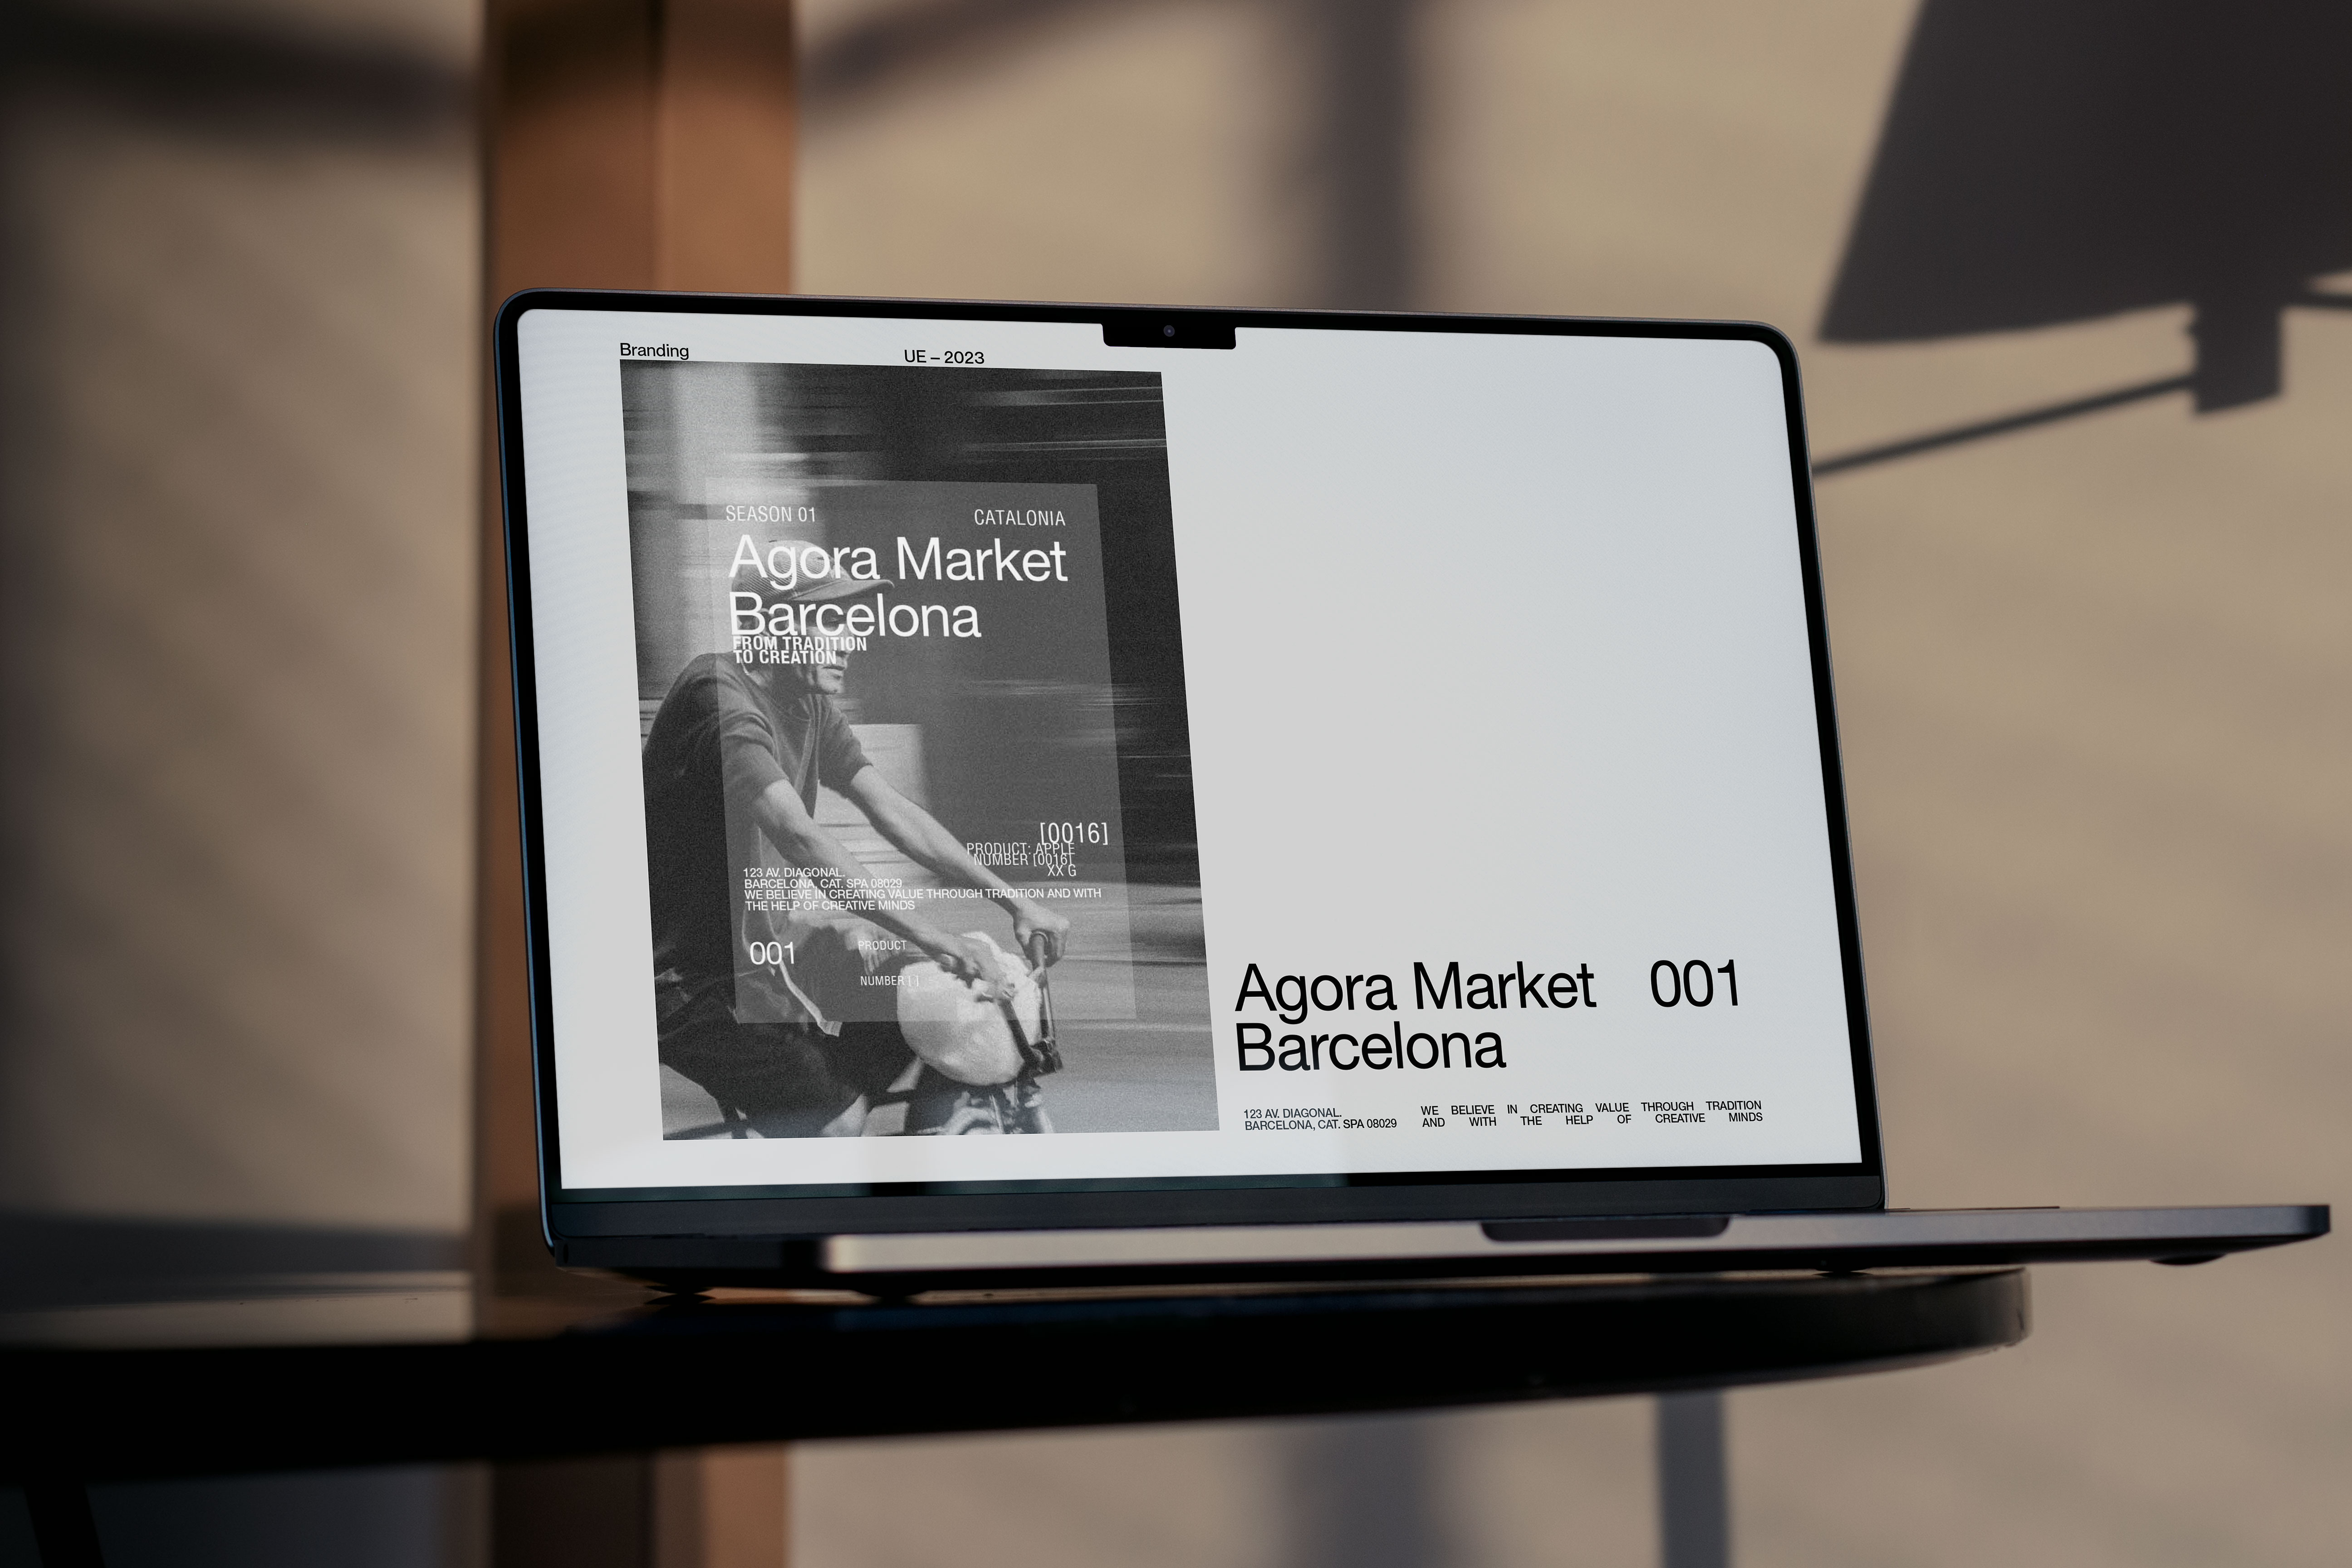 Branding
UE – 2023
SEASON 01
CATALONIA
Agora Market
Barcelona
FROM TRADITION
TO CREATION
[0016]
PRODUCT: APPLE
NUMBER [0016]
XX G
123 AV. DIAGONAL.
BARCELONA, CAT. SPA 08029
WE BELIEVE IN CREATING VALUE THROUGH TRADITION AND WITH
THE HELP OF CREATIVE MINDS
001
PRODUCT
NUMBER [ ]
Agora Market
Barcelona
001
123 AV. DIAGONAL.
BARCELONA, CAT. SPA 08029
WE BELIEVE IN CREATING VALUE THROUGH TRADITION
AND WITH THE HELP OF CREATIVE MINDS